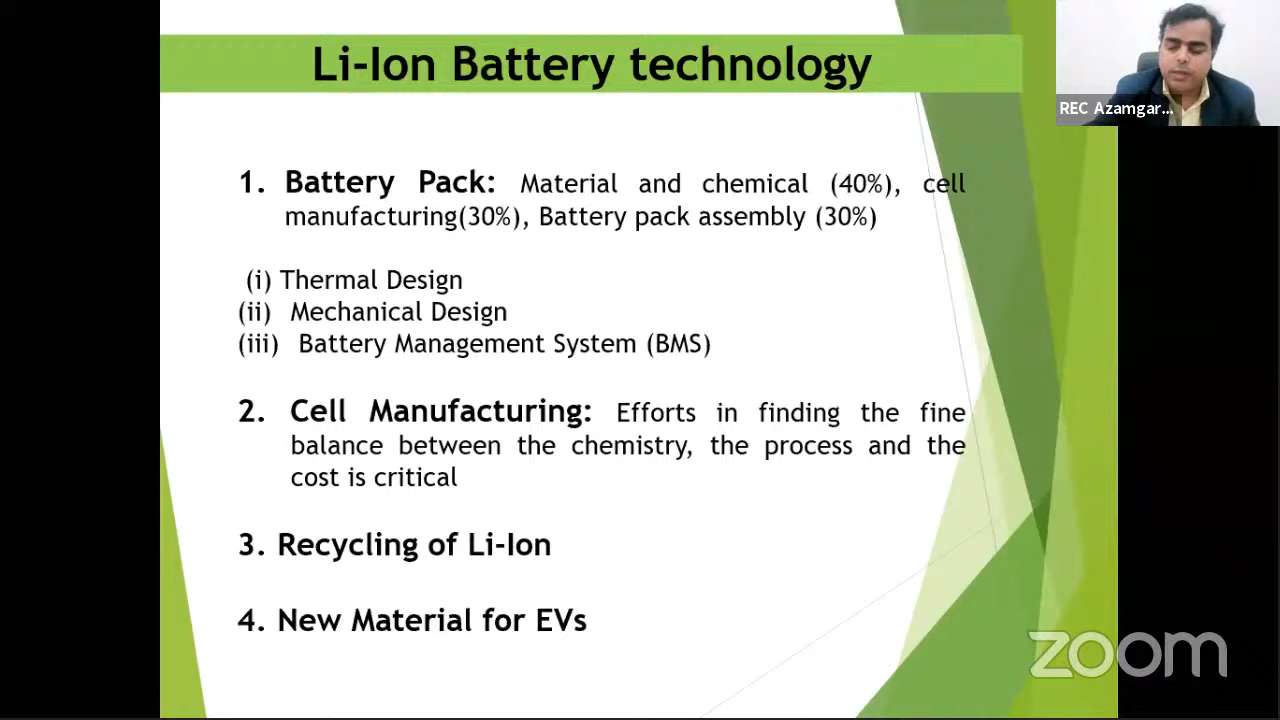 Li-Ion Battery technology
REC Azamgar...
1. Battery Pack: Material and chemical (40%), cell
manufacturing(30%), Battery pack assembly (30%)
(i) Thermal Design
(ii) Mechanical Design
(iii) Battery Management System (BMS)
2. Cell Manufacturing: Efforts in finding the fine
balance between the chemistry, the process and the
cost is critical
3. Recycling of Li-Ion
4. New Material for EVs
zoom